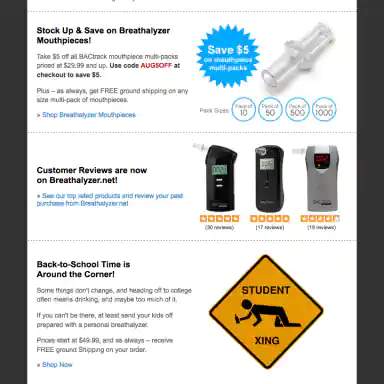 Stock Up & Save on Breathalyzer
Mouthpieces!
Take $5 off all BACtrack mouthpiece multi-packs
priced at $29.99 and up. Use code AUG5OFF at
checkout to save $5.
Plus – as always, get FREE ground shipping on any
size multi-pack of mouthpieces.
» Shop Breathalyzer Mouthpieces
Save $5
on mouthpiece
multi-packs
Pack Sizes:
Pack of
10
Pack of
50
Pack of
500
Pack of
1000
Customer Reviews are now
on Breathalyzer.net!
» See our top rated products and review your past
purchase from Breathalyzer.net
(30 reviews)
(17 reviews)
(18 reviews)
Back-to-School Time is
Around the Corner!
Some things don't change, and heading off to college
often means drinking, and maybe too much of it.
If you can't be there, at least send your kids off
prepared with a personal breathalyzer.
Prices start at $49.99, and as always – receive
FREE ground Shipping on your order.
» Shop Now
STUDENT
XING